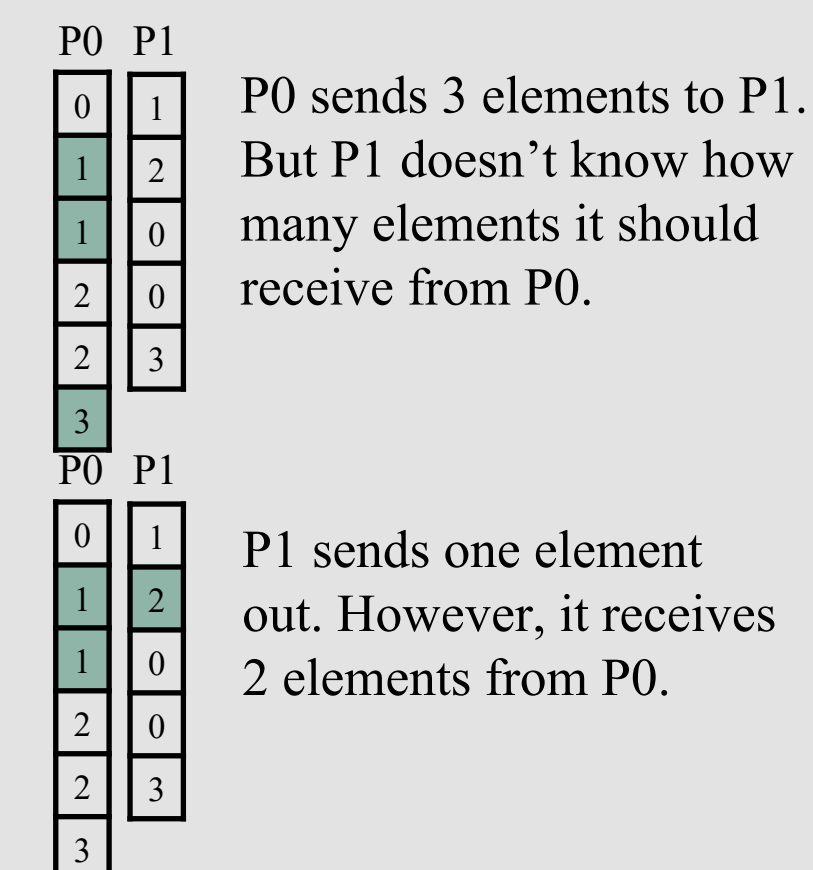 P0 P1
0 1
1 2
1 0
2 0
2 3
3
P0 sends 3 elements to P1.
But P1 doesn’t know how
many elements it should
receive from P0.
P0 P1
0 1
1 2
1 0
2 0
2 3
3
P1 sends one element
out. However, it receives
2 elements from P0.